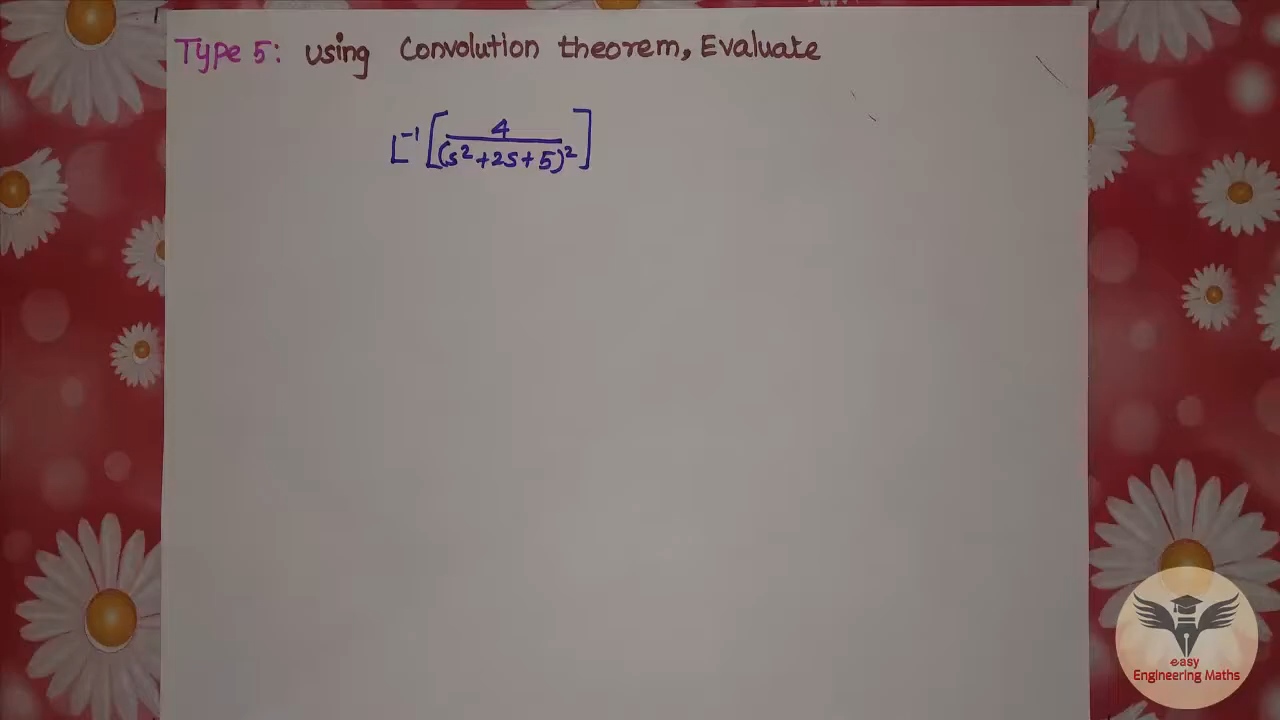 Type 5: using Convolution theorem, Evaluate
L⁻¹[4/(s²+2s+5)²]
easy
Engineering Maths